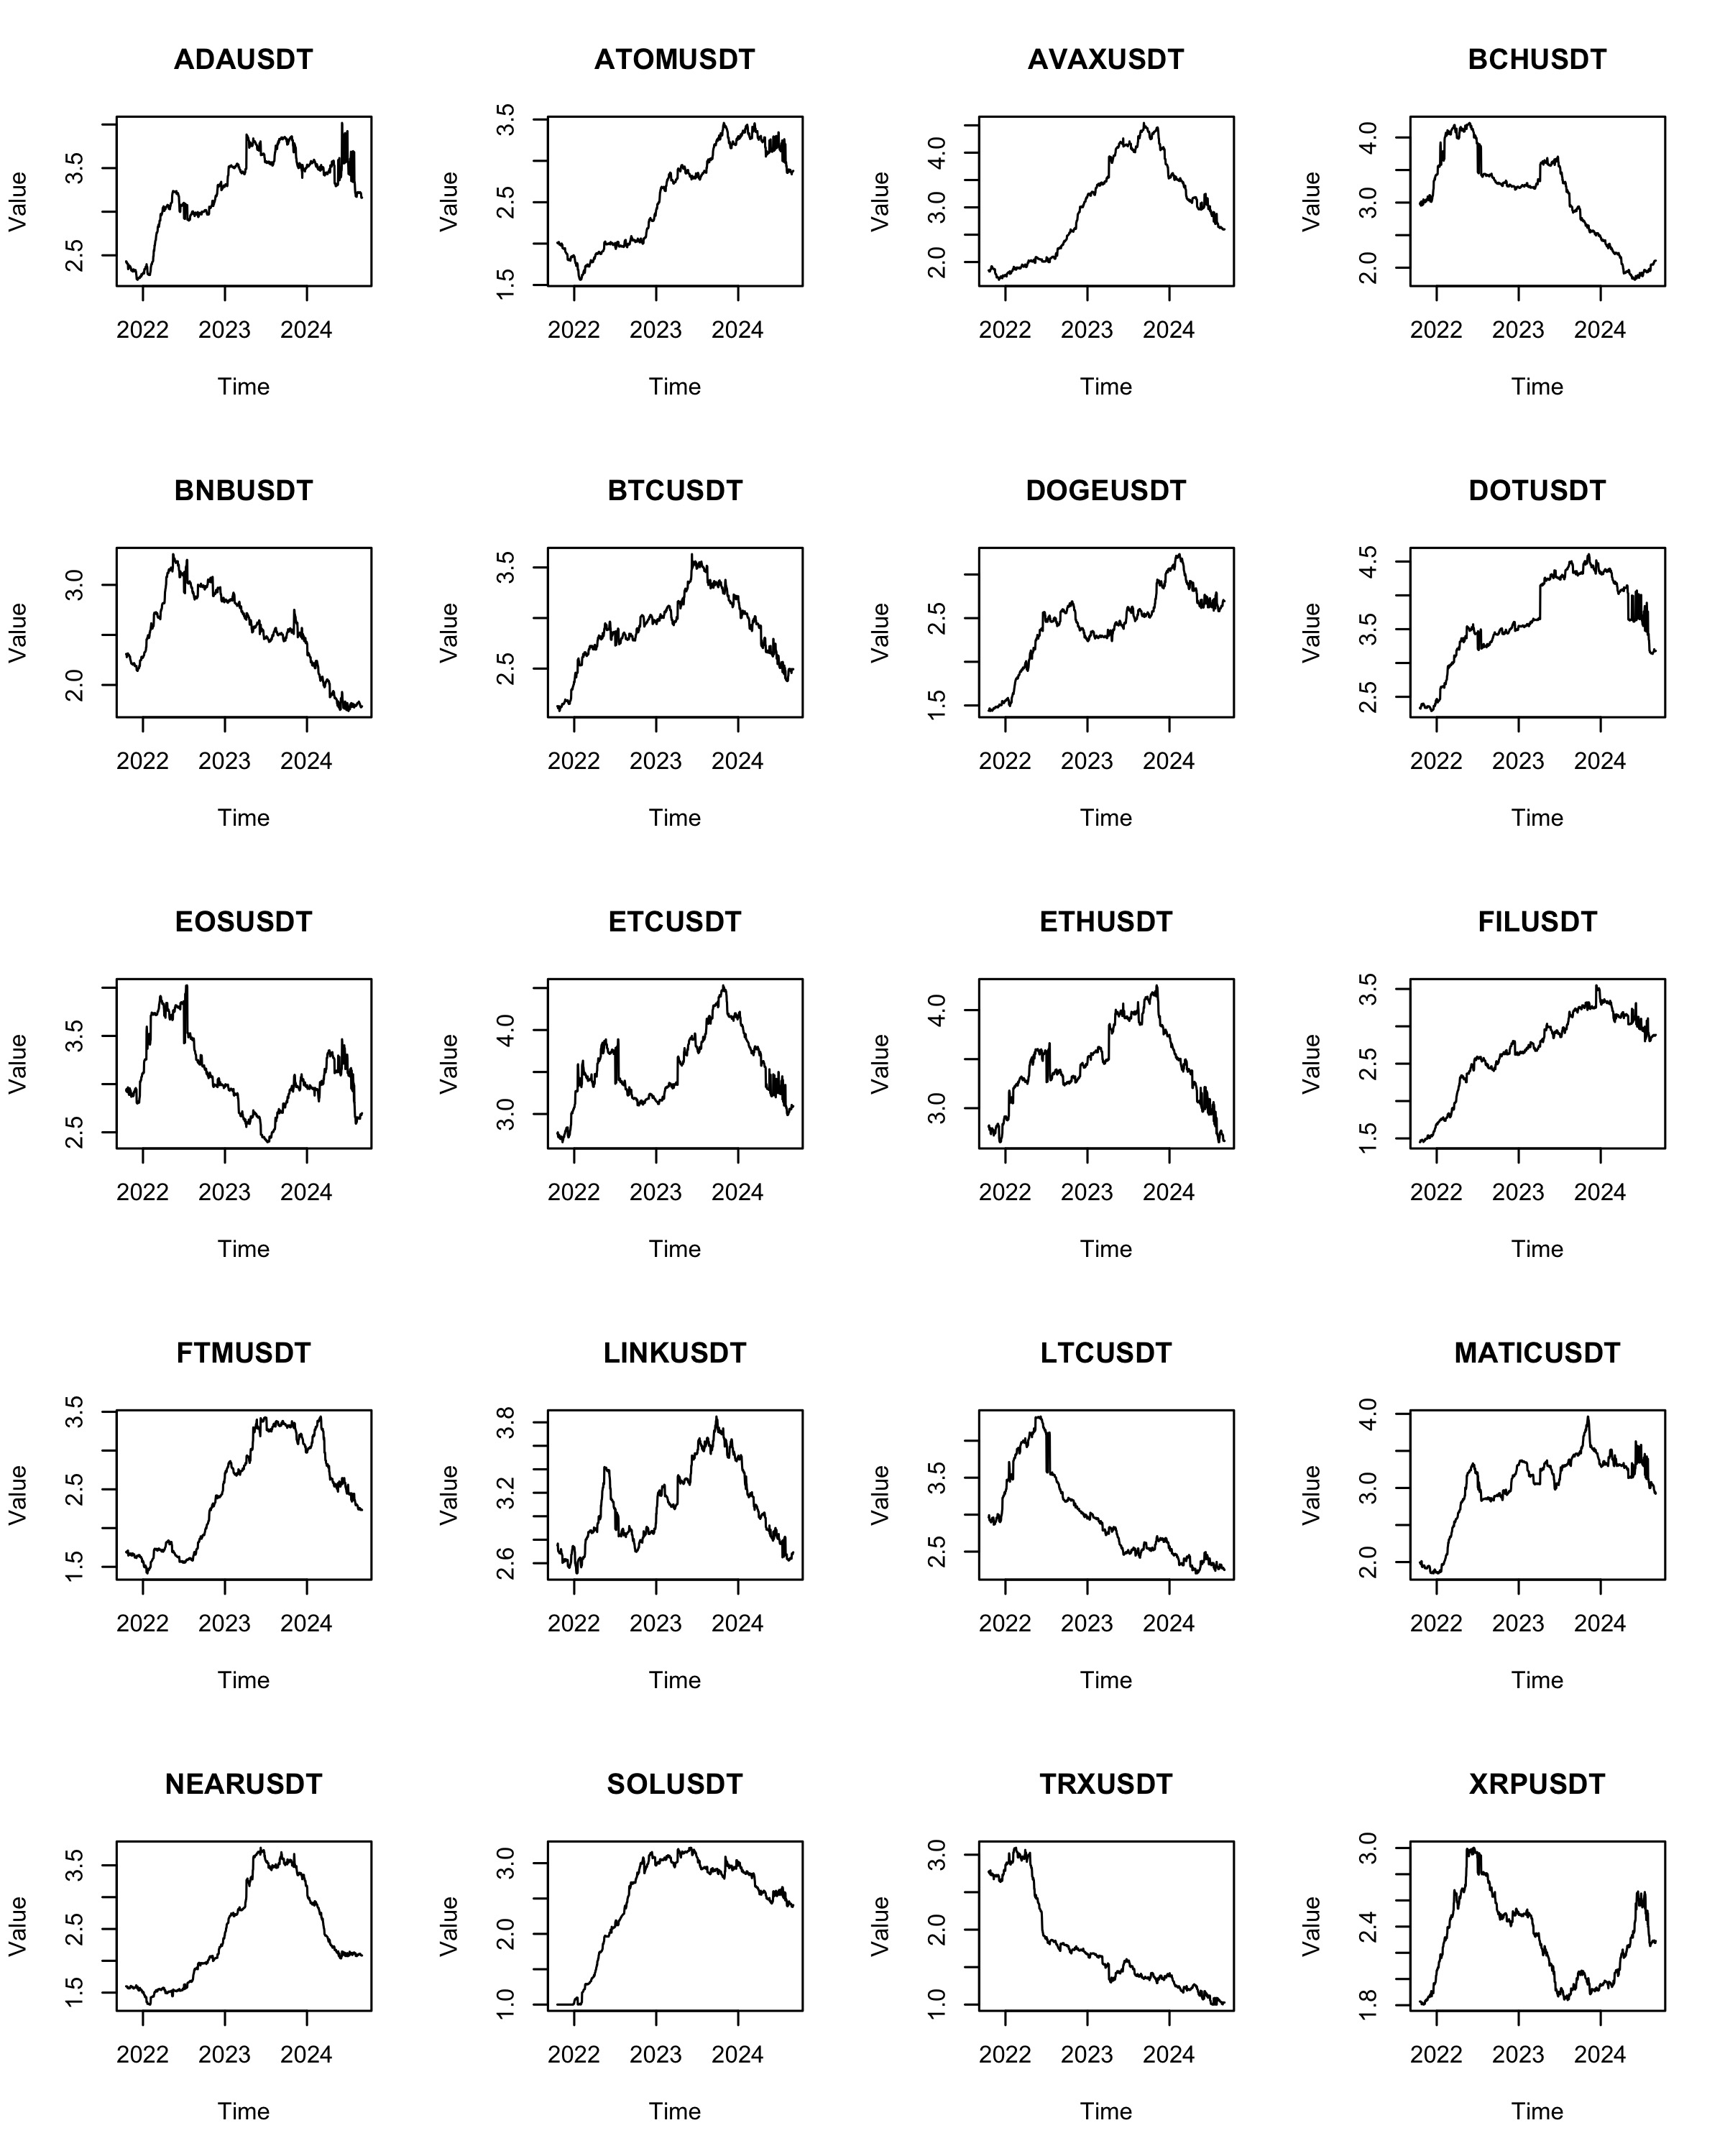 ADAUSDT ATOMUSDT AVAXUSDT BCHUSDT
Value 2.5 3.5 Value 1.5 2.5 3.5 Value 2.0 3.0 4.0 Value 2.0 3.0 4.0
2022 2023 2024 2022 2023 2024 2022 2023 2024 2022 2023 2024
Time Time Time Time
BNBUSDT BTCUSDT DOGEUSDT DOTUSDT
Value 2.0 3.0 Value 2.5 3.5 Value 1.5 2.5 Value 2.5 3.5 4.5
2022 2023 2024 2022 2023 2024 2022 2023 2024 2022 2023 2024
Time Time Time Time
EOSUSDT ETCUSDT ETHUSDT FILUSDT
Value 2.5 3.5 Value 3.0 4.0 Value 3.0 4.0 Value 1.5 2.5 3.5
2022 2023 2024 2022 2023 2024 2022 2023 2024 2022 2023 2024
Time Time Time Time
FTMUSDT LINKUSDT LTCUSDT MATICUSDT
Value 1.5 2.5 3.5 Value 2.6 3.2 3.8 Value 2.5 3.5 Value 2.0 3.0 4.0
2022 2023 2024 2022 2023 2024 2022 2023 2024 2022 2023 2024
Time Time Time Time
NEARUSDT SOLUSDT TRXUSDT XRPUSDT
Value 1.5 2.5 3.5 Value 1.0 2.0 3.0 Value 1.0 2.0 3.0 Value 1.8 2.4 3.0
2022 2023 2024 2022 2023 2024 2022 2023 2024 2022 2023 2024
Time Time Time Time